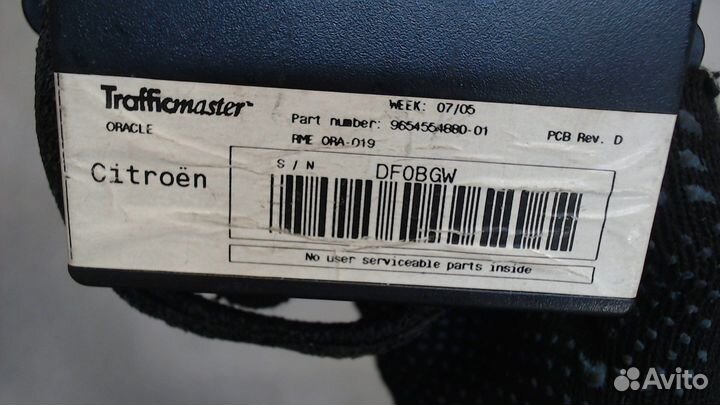 Trafficmaster™
WEEK: 07/05
ORACLE
Part number: 9654554880-01
PCB Rev. D
RME ORA-019
Citroën
S/N
DF0BGW
No user serviceable parts inside
Avito